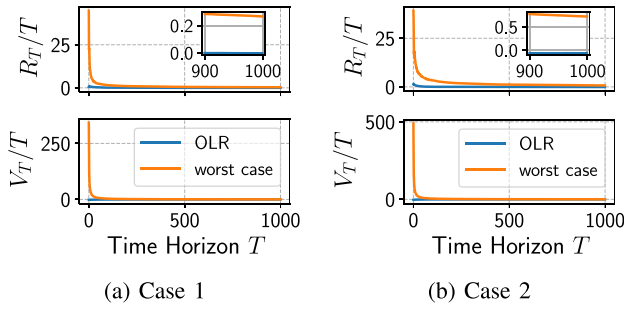 R_T/T
25
0
0.2
0.0
900 1000
V_T/T
250
0
OLR
worst case
0 500 1000
Time Horizon T
(a) Case 1
R_T/T
25
0
0.5
0.0
900 1000
V_T/T
500
0
OLR
worst case
0 500 1000
Time Horizon T
(b) Case 2